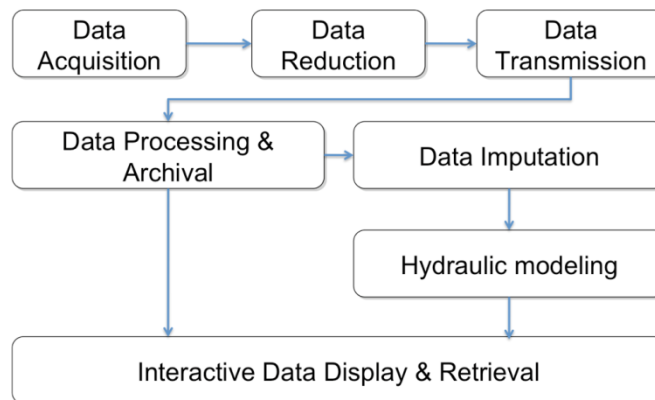 Data
Acquisition
Data
Reduction
Data
Transmission
Data Processing &
Archival
Data Imputation
Hydraulic modeling
Interactive Data Display & Retrieval